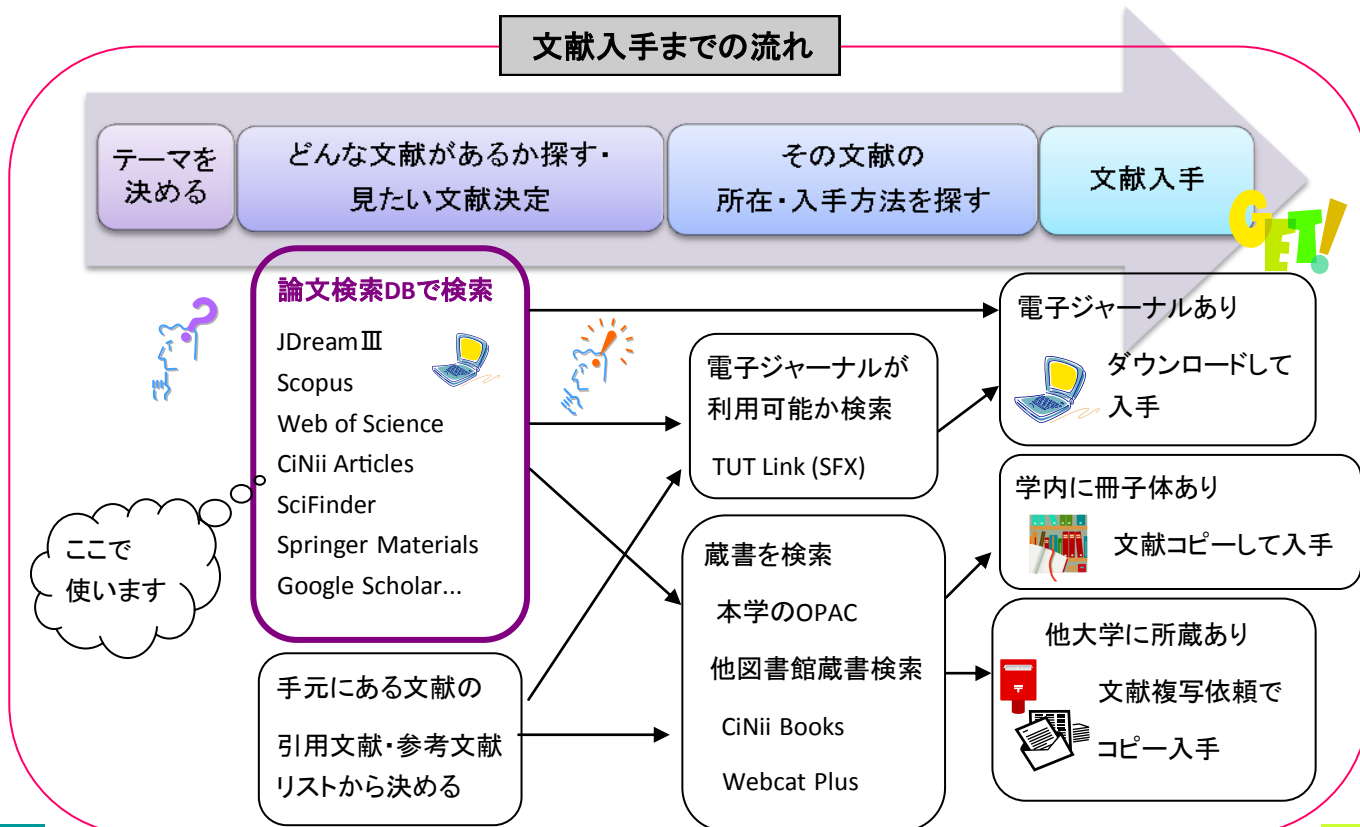 文献入手までの流れ
テーマを
決める
どんな文献があるか探す・
見たい文献決定
その文献の
所在・入手方法を探す
文献入手
GET!
論文検索DBで検索
JDreamⅢ
Scopus
Web of Science
CiNii Articles
SciFinder
Springer Materials
Google Scholar...
ここで
使います
手元にある文献の
引用文献・参考文献
リストから決める
電子ジャーナルが
利用可能か検索
TUT Link (SFX)
蔵書を検索
本学のOPAC
他図書館蔵書検索
CiNii Books
Webcat Plus
電子ジャーナルあり
ダウンロードして
入手
学内に冊子体あり
文献コピーして入手
他大学に所蔵あり
〒
文献複写依頼で
コピー入手